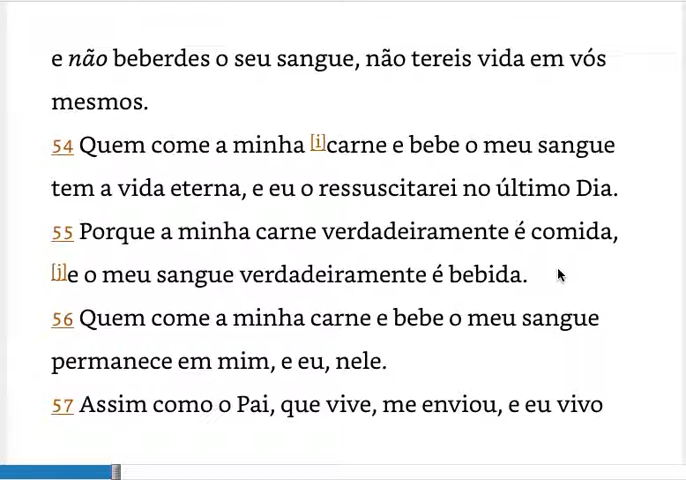 e não beberdes o seu sangue, não tereis vida em vós
mesmos.
54 Quem come a minha [i]carne e bebe o meu sangue
tem a vida eterna, e eu o ressuscitarei no último Dia.
55 Porque a minha carne verdadeiramente é comida,
[j]e o meu sangue verdadeiramente é bebida.
56 Quem come a minha carne e bebe o meu sangue
permanece em mim, e eu, nele.
57 Assim como o Pai, que vive, me enviou, e eu vivo